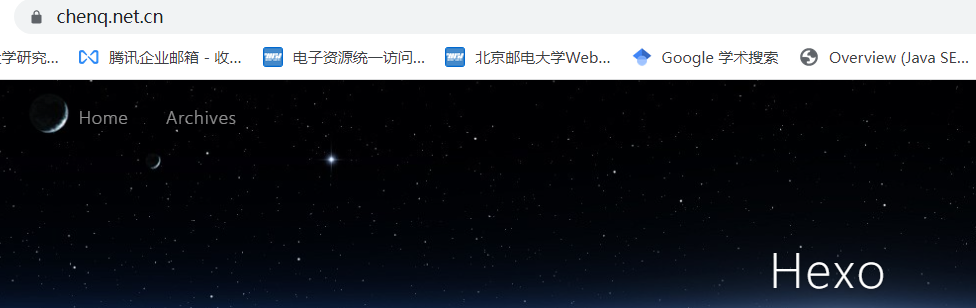 chenq.net.cn
学研究... 腾讯企业邮箱 - 收... 电子资源统一访问... 北京邮电大学Web... Google 学术搜索 Overview (Java SE...
Home Archives
Hexo